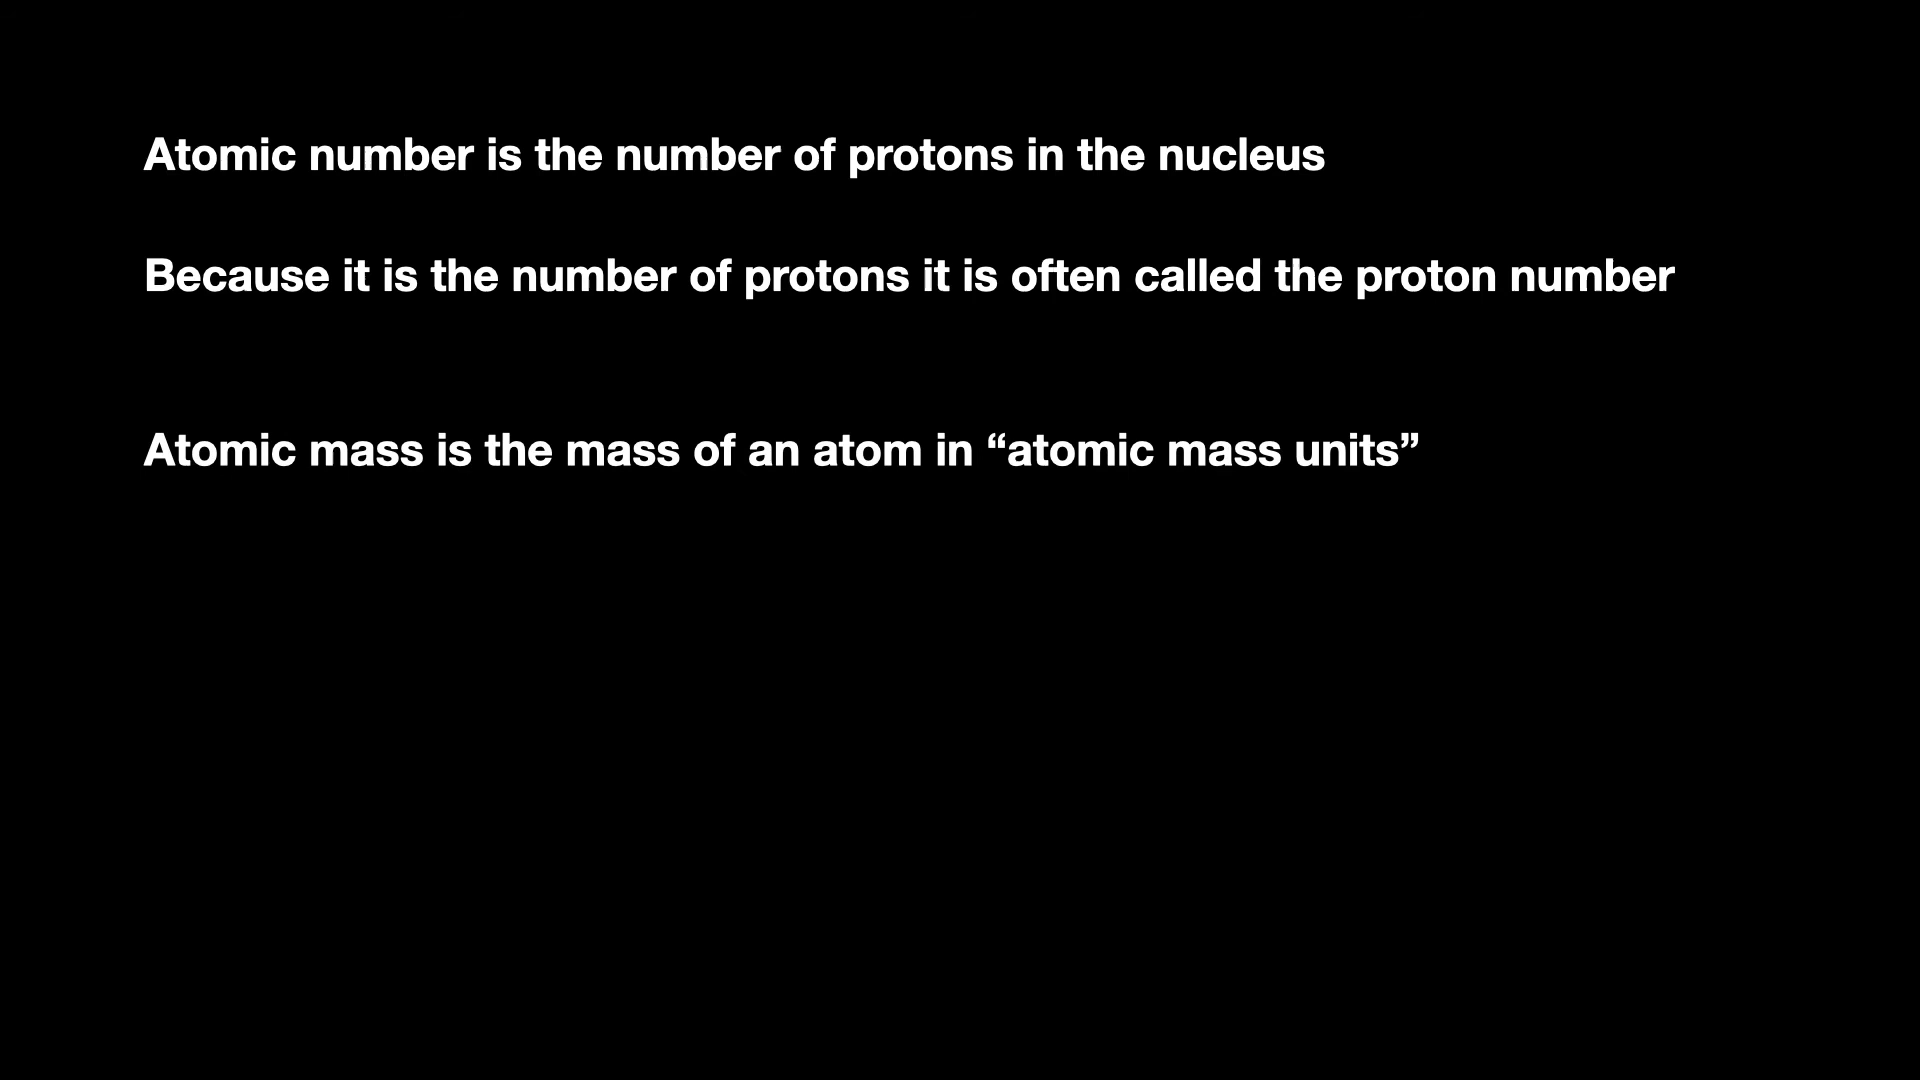 Atomic number is the number of protons in the nucleus
Because it is the number of protons it is often called the proton number
Atomic mass is the mass of an atom in “atomic mass units”